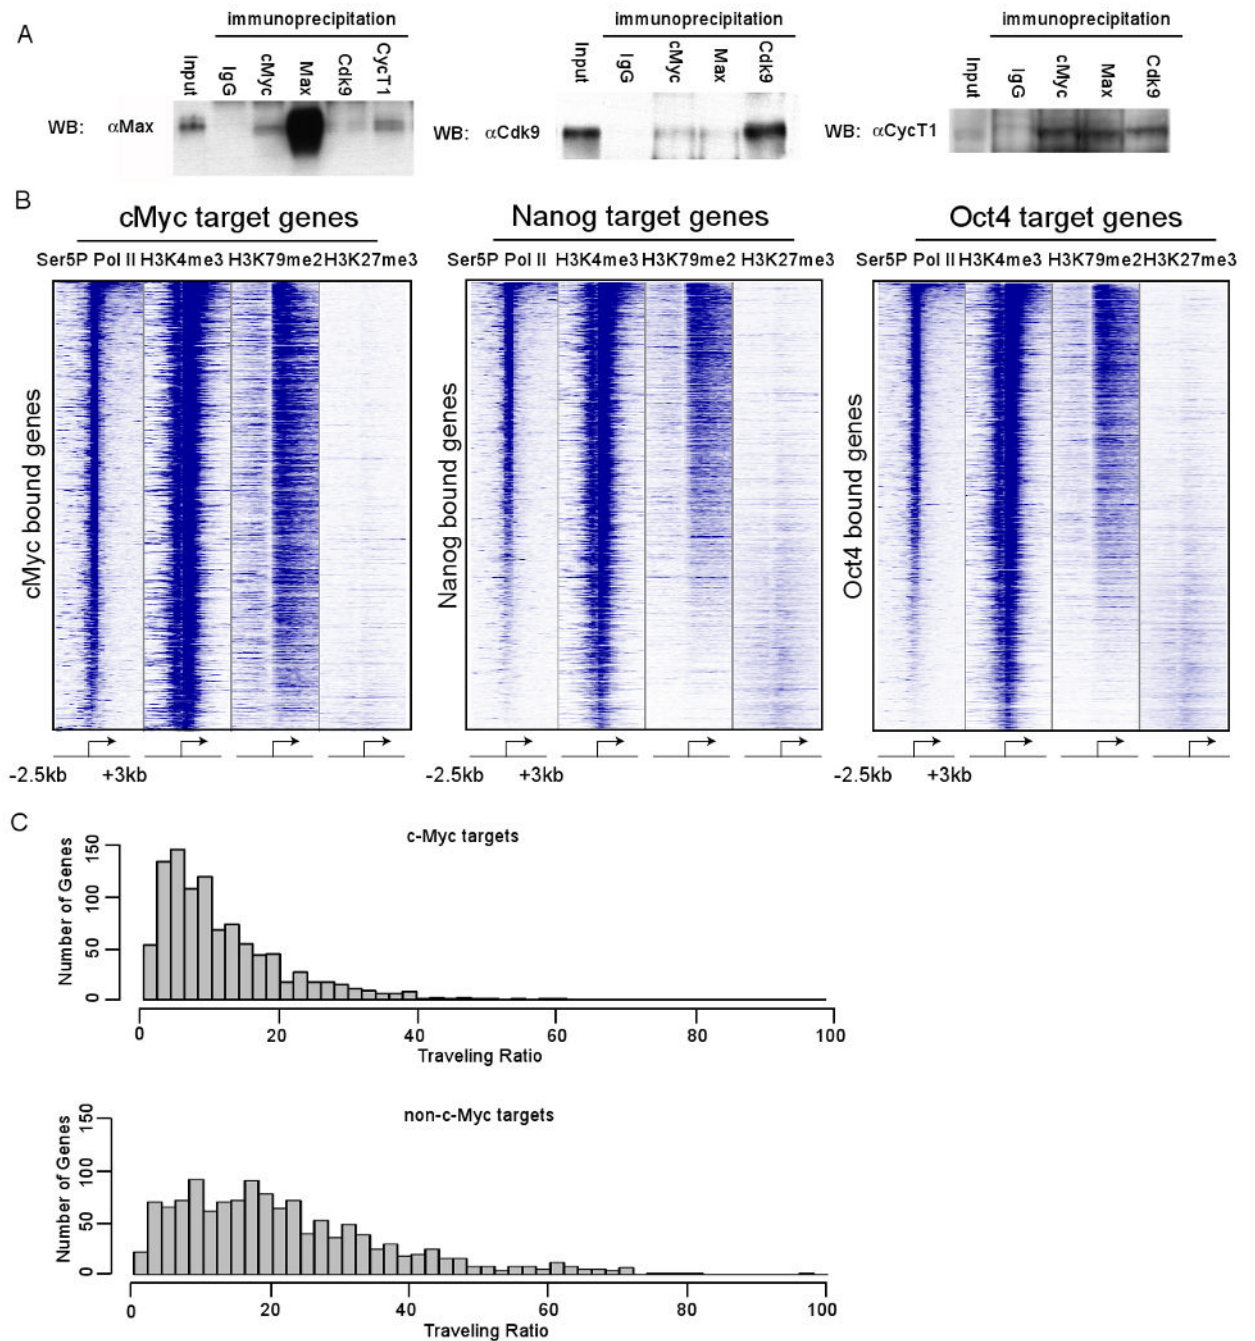 A
immunoprecipitation
Input IgG cMyc Max Cdk9 CycT1
WB: αMax
immunoprecipitation
Input IgG cMyc Max Cdk9
WB: αCdk9
immunoprecipitation
Input IgG cMyc Max Cdk9
WB: αCycT1
B
cMyc target genes
Ser5P Pol II H3K4me3 H3K79me2 H3K27me3
cMyc bound genes
-2.5kb +3kb
Nanog target genes
Ser5P Pol II H3K4me3 H3K79me2 H3K27me3
Nanog bound genes
-2.5kb +3kb
Oct4 target genes
Ser5P Pol II H3K4me3 H3K79me2 H3K27me3
Oct4 bound genes
-2.5kb +3kb
C
c-Myc targets
Number of Genes
150
100
50
0
0 20 40 60 80 100
Traveling Ratio
non-c-Myc targets
Number of Genes
150
100
50
0
0 20 40 60 80 100
Traveling Ratio